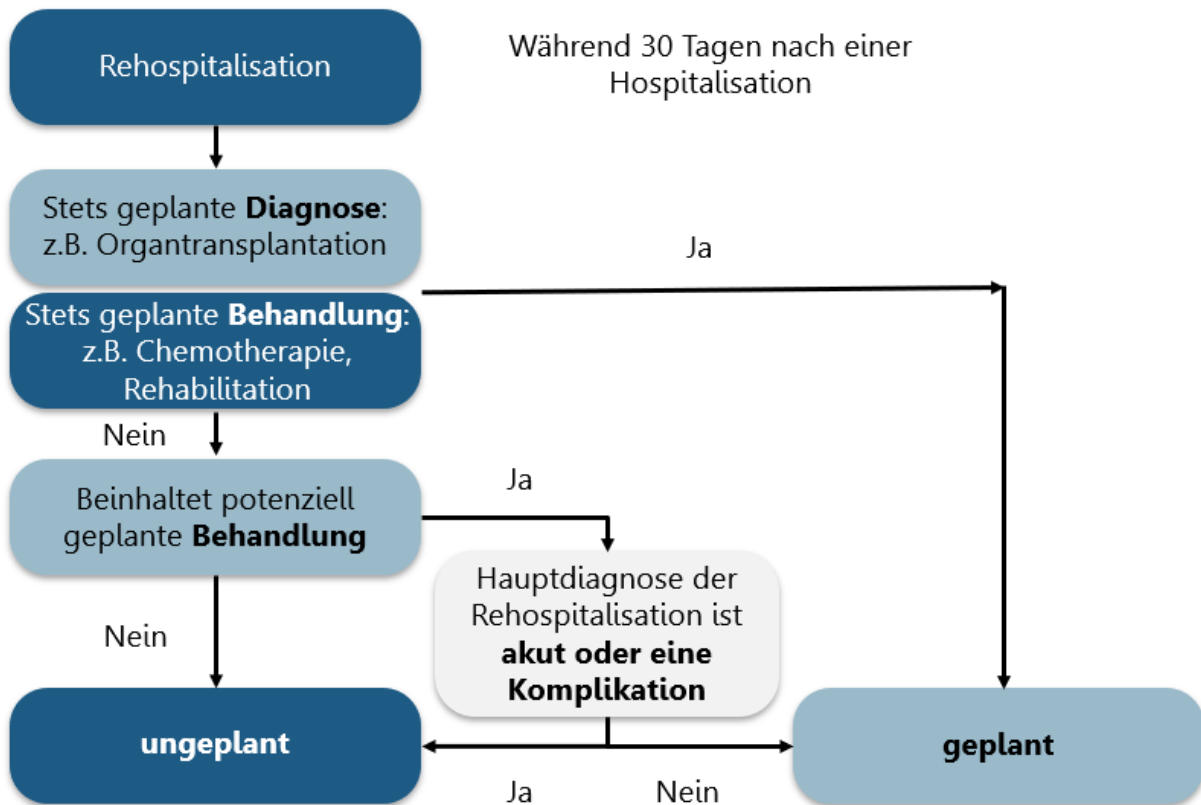 Rehospitalisation
Während 30 Tagen nach einer
Hospitalisation
Stets geplante Diagnose:
z.B. Organtransplantation
Ja
Stets geplante Behandlung:
z.B. Chemotherapie,
Rehabilitation
Nein
Beinhaltet potenziell
geplante Behandlung
Ja
Hauptdiagnose der
Rehospitalisation ist
akut oder eine
Komplikation
Nein
ungeplant
geplant
Ja
Nein